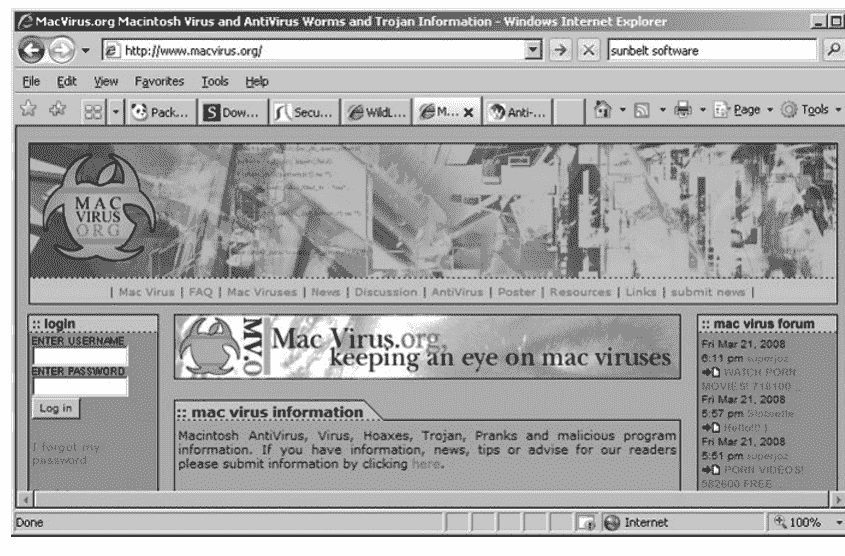 MacVirus.org Macintosh Virus and AntiVirus Worms and Trojan Information - Windows Internet Explorer
http://www.macvirus.org/
sunbelt software
File Edit View Favorites Tools Help
Pack... Dow... Secu... WildL... M... Anti-... Page Tools
MAC
VIRUS
ORG
| Mac Virus | FAQ | Mac Viruses | News | Discussion | AntiVirus | Poster | Resources | Links | submit news |
:: login
ENTER USERNAME
ENTER PASSWORD
Log in
I forgot my
password
MV.O
Mac Virus.org,
keeping an eye on mac viruses
:: mac virus information
Macintosh AntiVirus, Virus, Hoaxes, Trojan, Pranks and malicious program
information. If you have information, news, tips or advise for our readers
please submit information by clicking here.
:: mac virus forum
Fri Mar 21, 2008
6:11 pm superjoz
WATCH PORN
MOVIES! 718100 ...
Fri Mar 21, 2008
5:57 pm
Hello!!! )
Fri Mar 21, 2008
5:51 pm superjoz
PORN VIDEOS!
582600 FREE ...
Done
Internet
100%